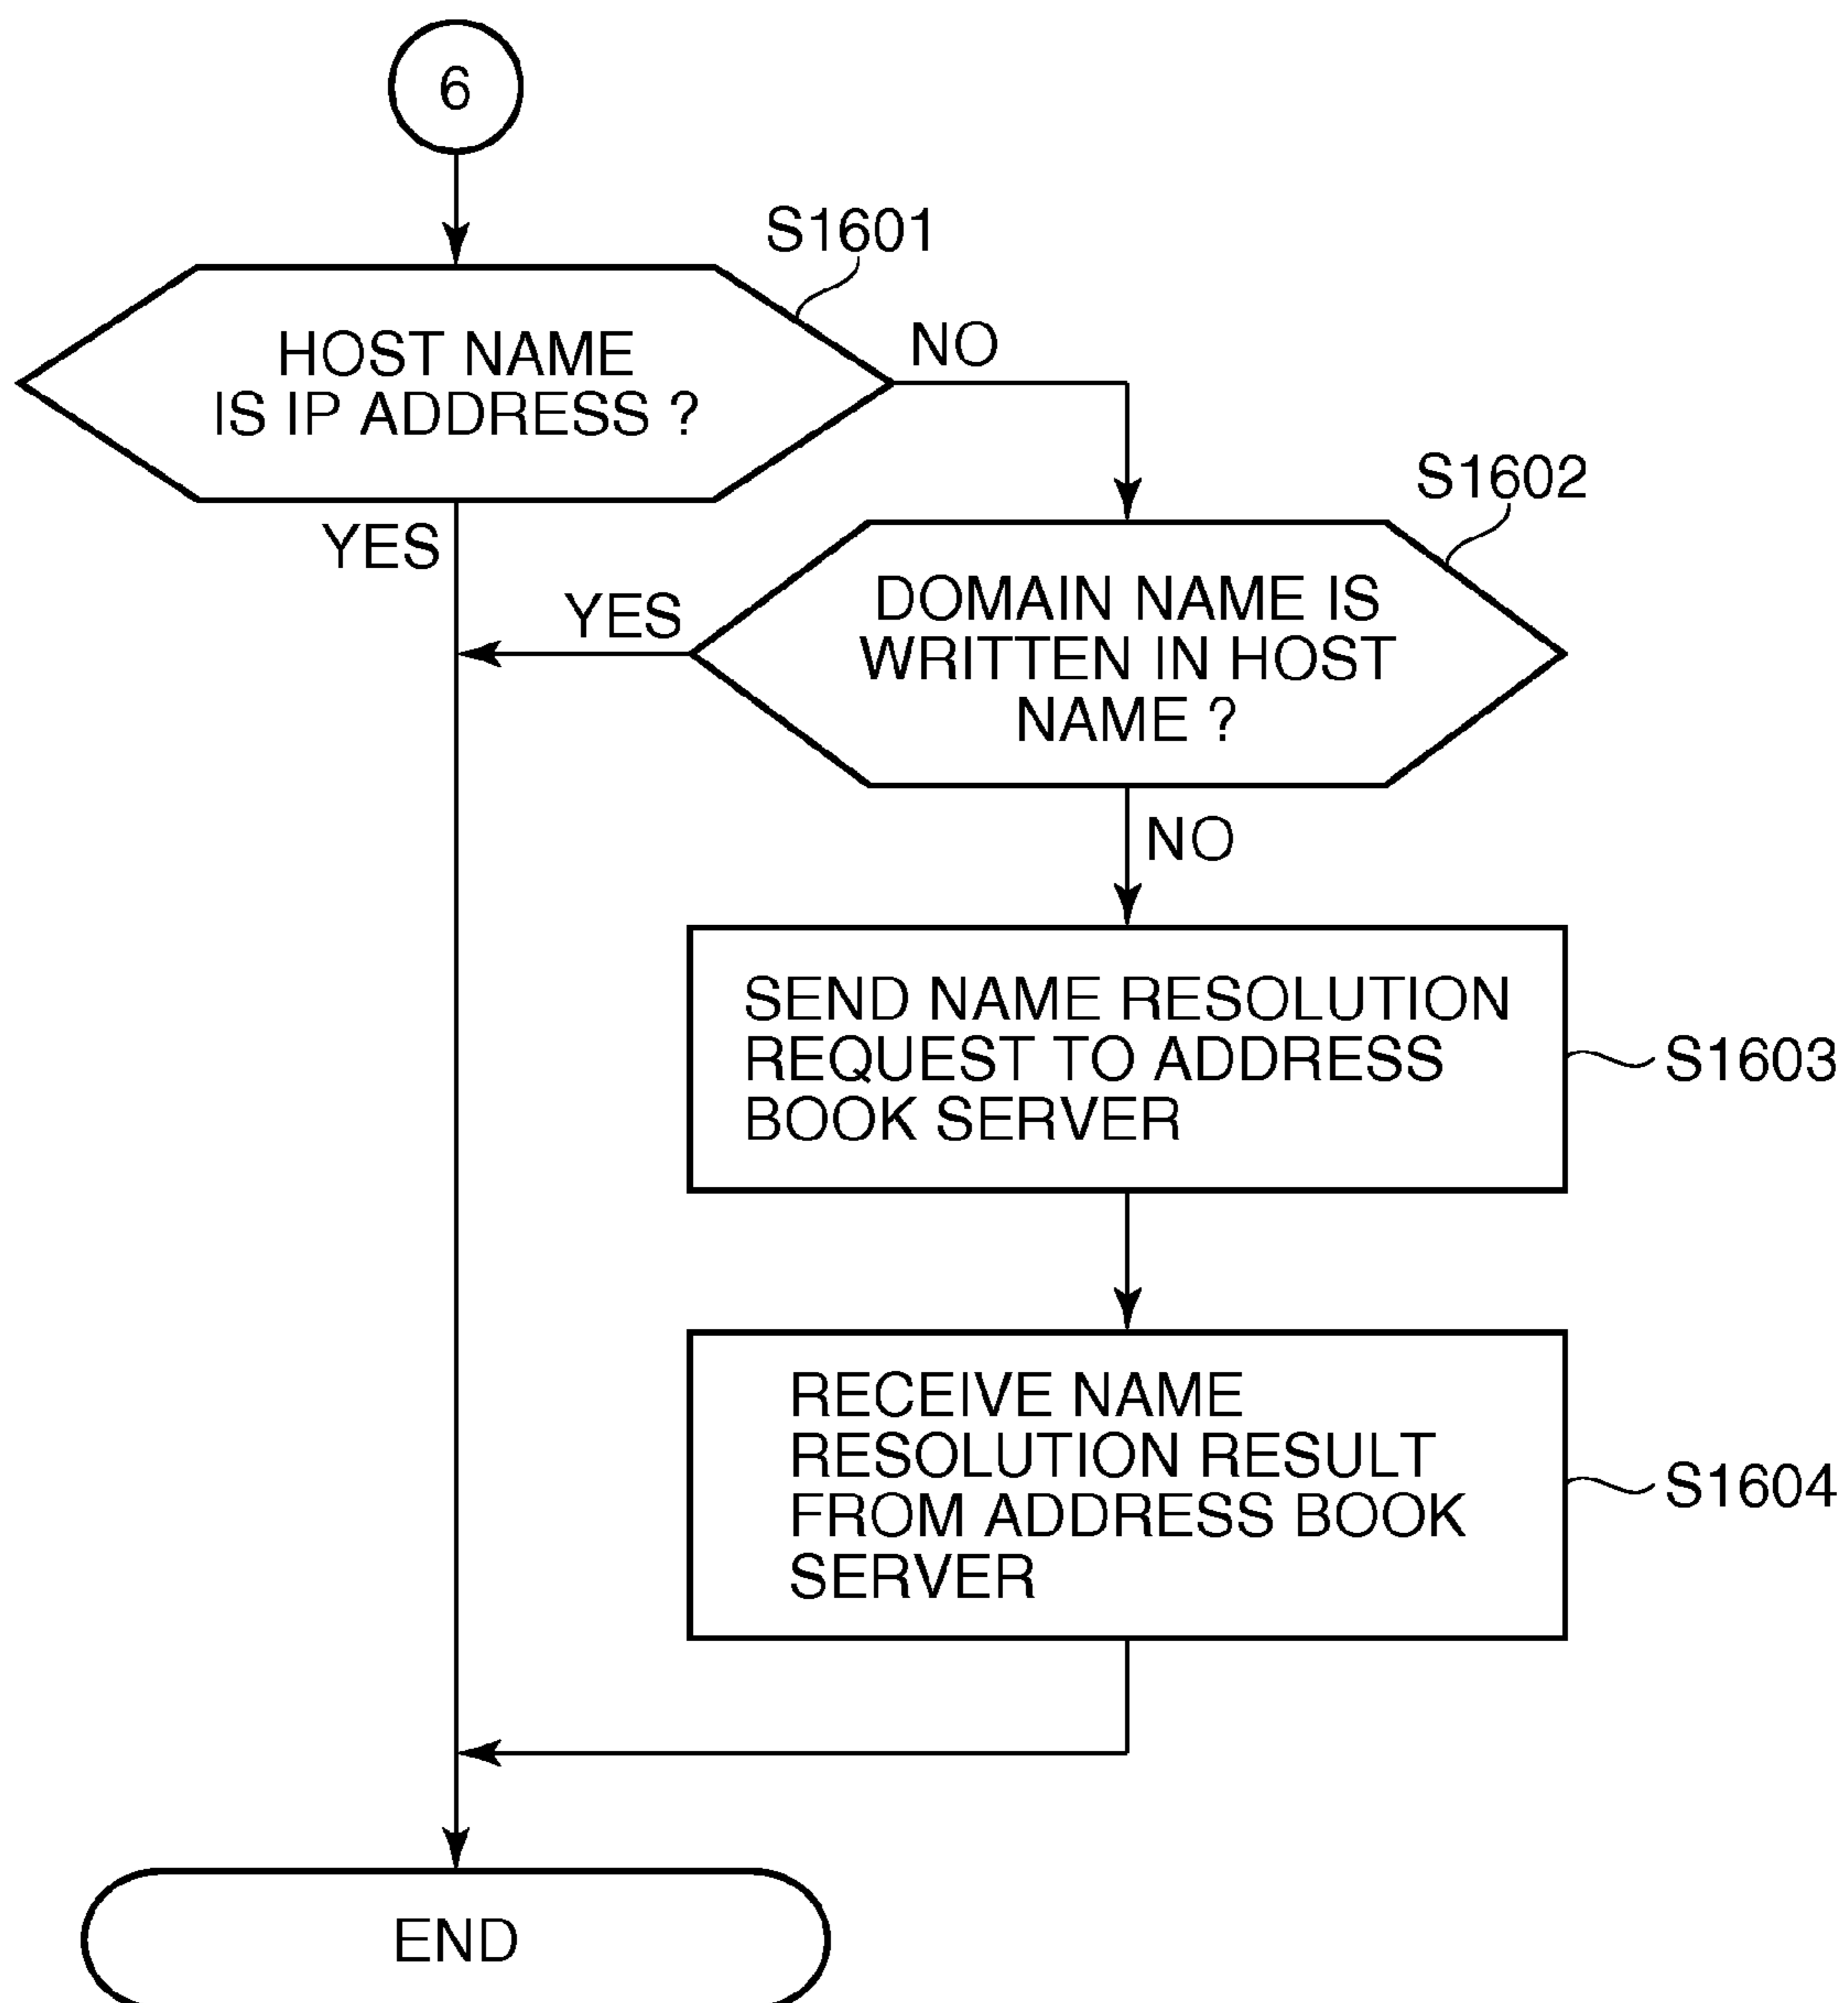 6
S1601
HOST NAME
IS IP ADDRESS ?
NO
YES
S1602
DOMAIN NAME IS
WRITTEN IN HOST
NAME ?
YES
NO
SEND NAME RESOLUTION
REQUEST TO ADDRESS
BOOK SERVER
S1603
RECEIVE NAME
RESOLUTION RESULT
FROM ADDRESS BOOK
SERVER
S1604
END